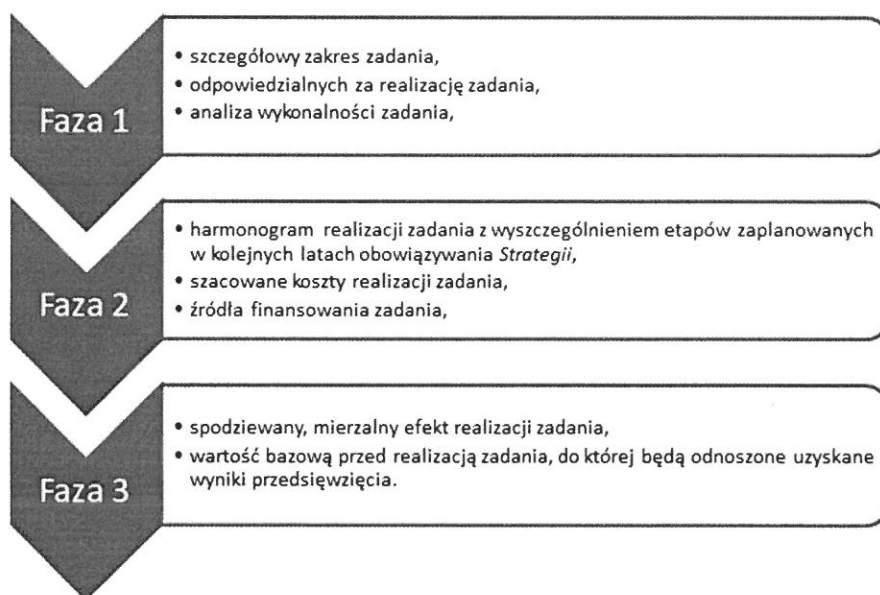 Faza 1
• szczegółowy zakres zadania,
• odpowiedzialnych za realizację zadania,
• analiza wykonalności zadania,
Faza 2
• harmonogram realizacji zadania z wyszczególnieniem etapów zaplanowanych
w kolejnych latach obowiązywania Strategii,
• szacowane koszty realizacji zadania,
• źródła finansowania zadania,
Faza 3
• spodziewany, mierzalny efekt realizacji zadania,
• wartość bazową przed realizacją zadania, do której będą odnoszone uzyskane
wyniki przedsięwzięcia.